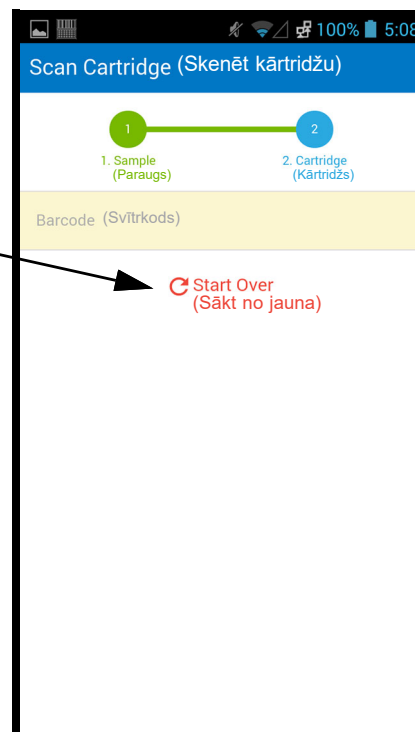 100% 5:08
Scan Cartridge (Skenēt kārtridžu)
1 2
1. Sample 2. Cartridge
(Paraugs) (Kārtridžs)
Barcode (Svītrkods)
Start Over
(Sākt no jauna)